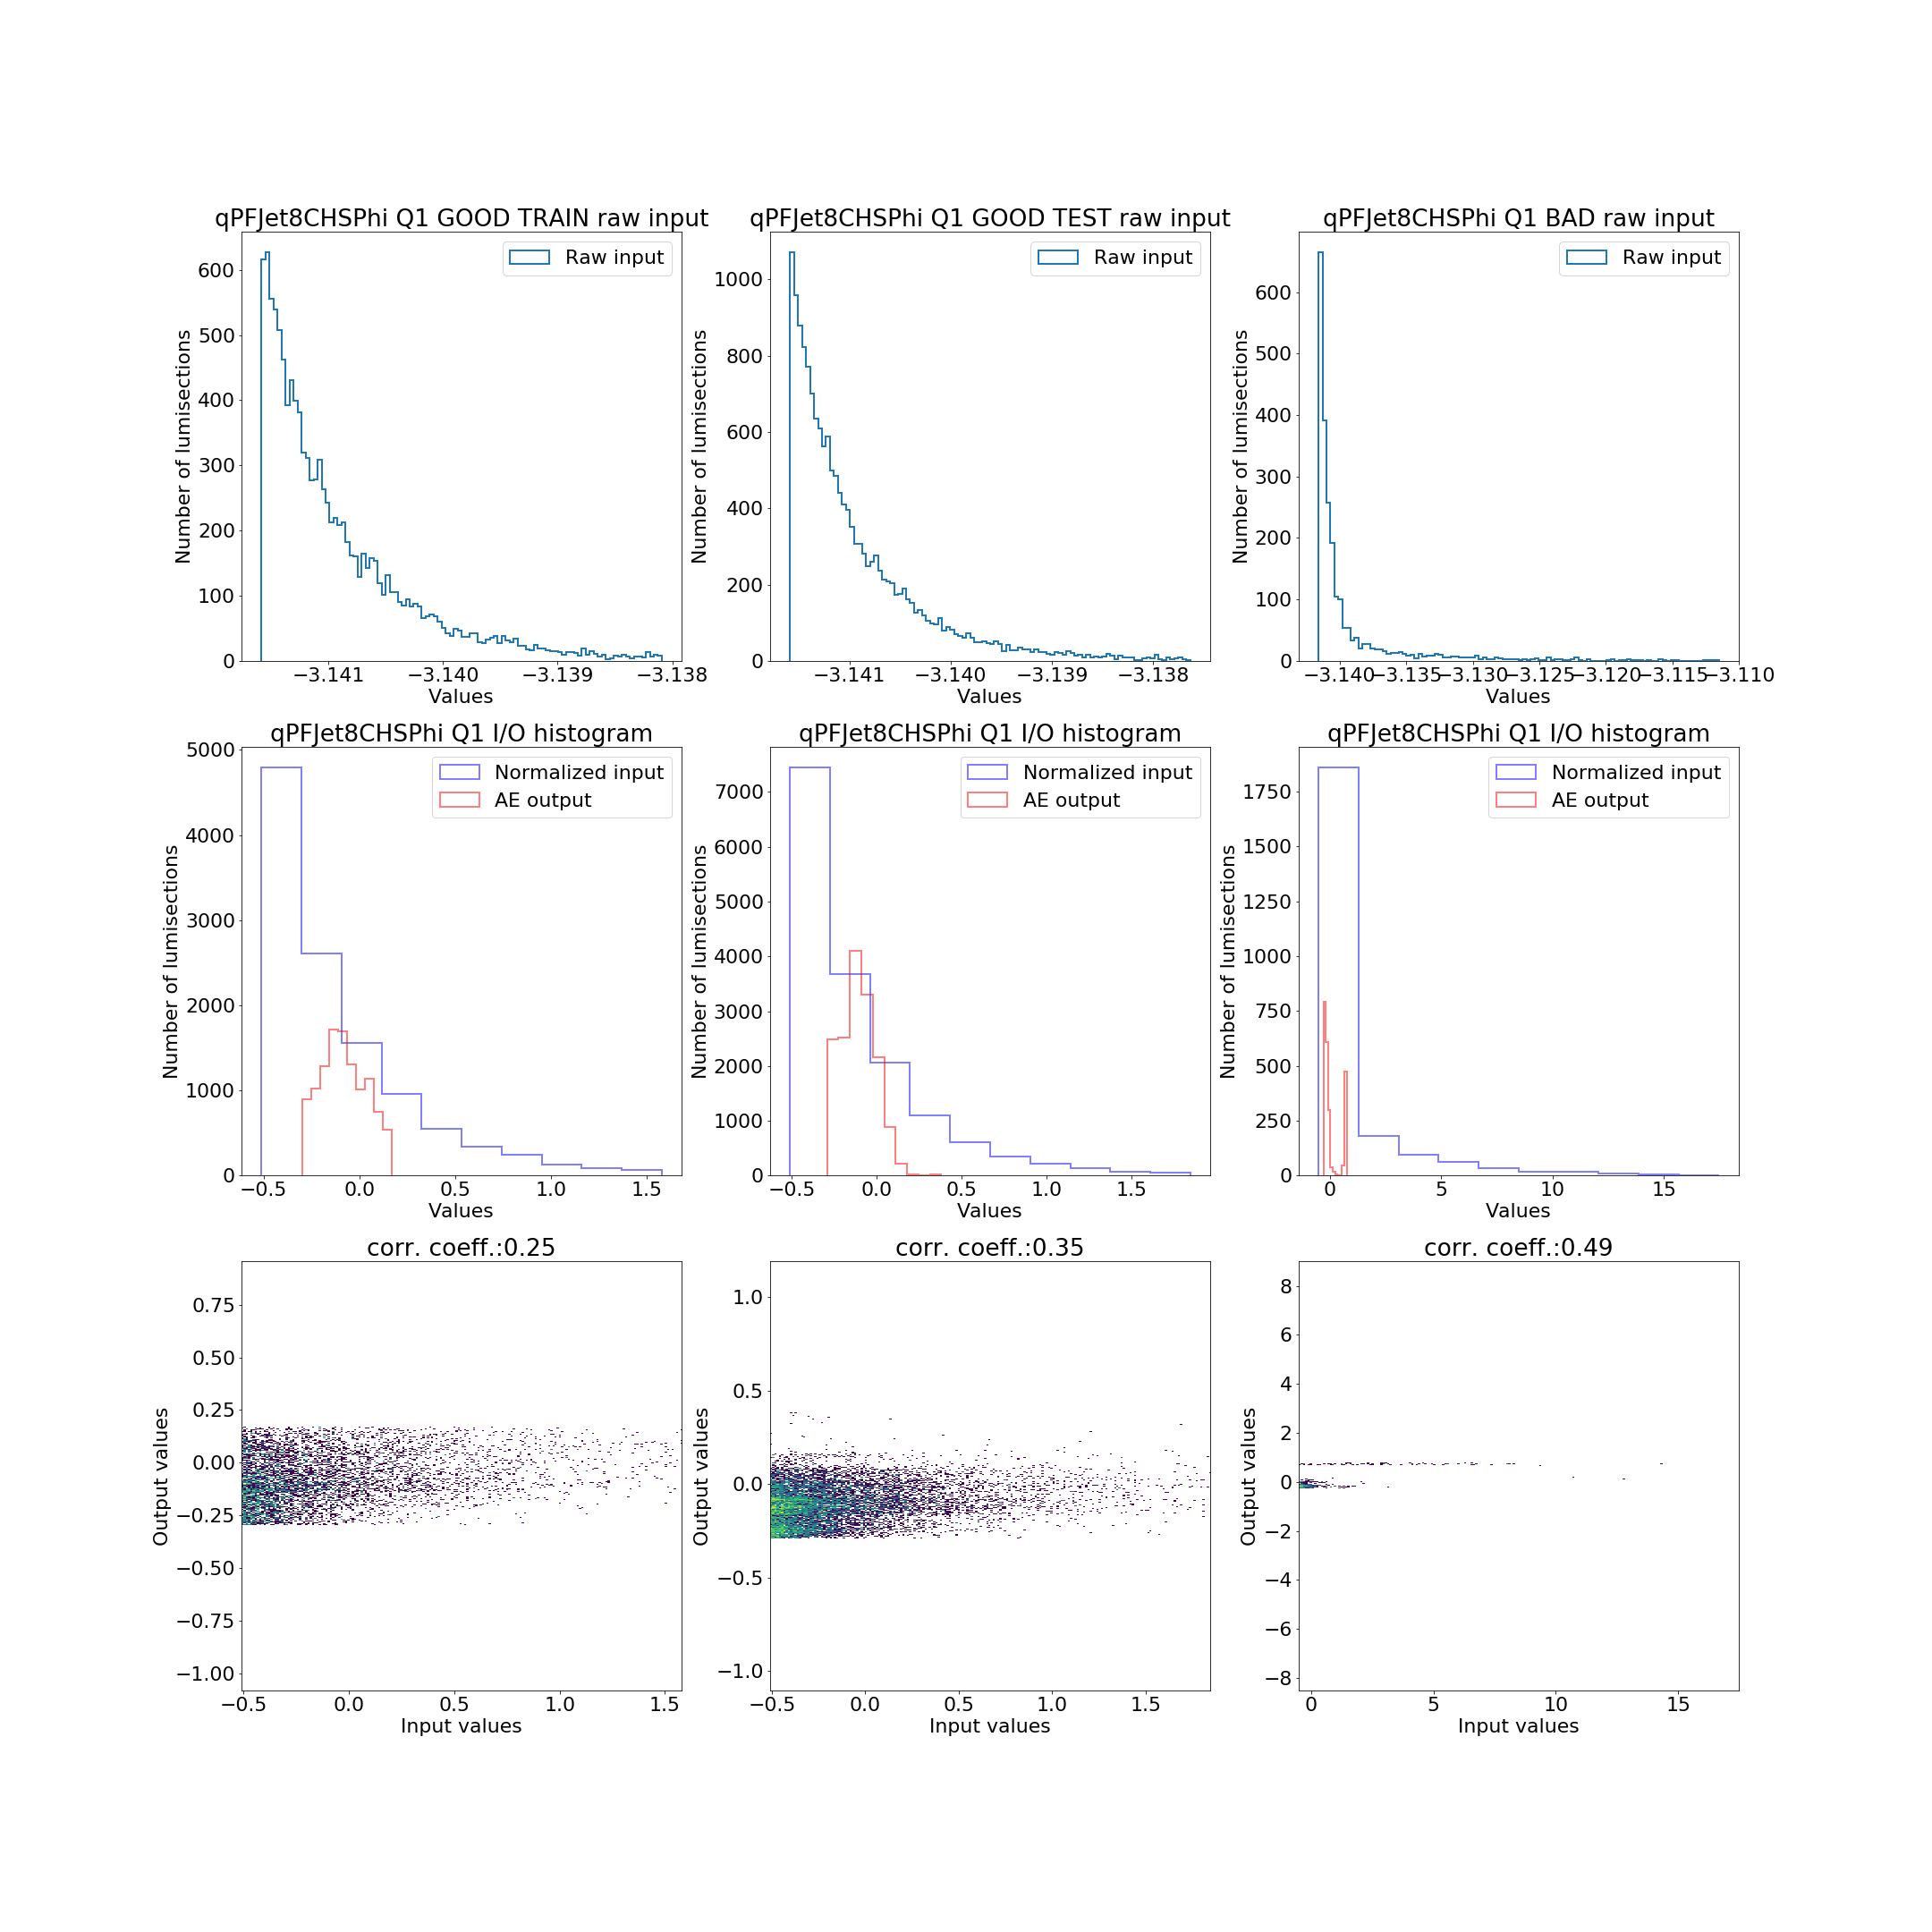 qPFJet8CHSPhi Q1 GOOD TRAIN raw input
Raw input
600
500
400
300
200
100
0
Number of lumisections
−3.141 −3.140 −3.139 −3.138
Values
qPFJet8CHSPhi Q1 GOOD TEST raw input
Raw input
1000
800
600
400
200
0
Number of lumisections
−3.141 −3.140 −3.139 −3.138
Values
qPFJet8CHSPhi Q1 BAD raw input
Raw input
600
500
400
300
200
100
0
Number of lumisections
−3.140 −3.135 −3.130 −3.125 −3.120 −3.115 −3.110
Values
qPFJet8CHSPhi Q1 I/O histogram
Normalized input
AE output
5000
4000
3000
2000
1000
0
Number of lumisections
−0.5 0.0 0.5 1.0 1.5
Values
qPFJet8CHSPhi Q1 I/O histogram
Normalized input
AE output
7000
6000
5000
4000
3000
2000
1000
0
Number of lumisections
−0.5 0.0 0.5 1.0 1.5
Values
qPFJet8CHSPhi Q1 I/O histogram
Normalized input
AE output
1750
1500
1250
1000
750
500
250
0
Number of lumisections
0 5 10 15
Values
corr. coeff.:0.25
0.75
0.50
0.25
0.00
−0.25
−0.50
−0.75
−1.00
Output values
−0.5 0.0 0.5 1.0 1.5
Input values
corr. coeff.:0.35
1.0
0.5
0.0
−0.5
−1.0
Output values
−0.5 0.0 0.5 1.0 1.5
Input values
corr. coeff.:0.49
8
6
4
2
0
−2
−4
−6
−8
Output values
0 5 10 15
Input values